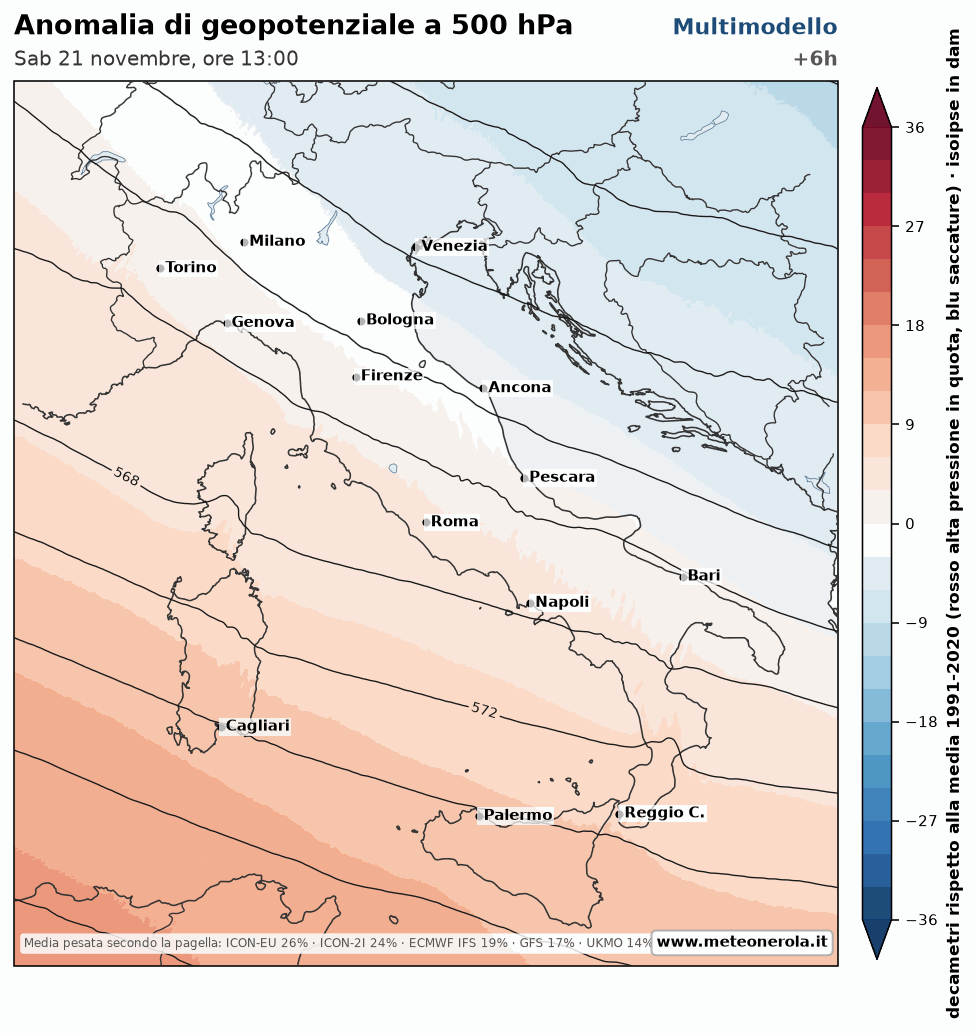 Anomalia di geopotenziale a 500 hPa
Multimodello
Sab 21 novembre, ore 13:00
+6h
Milano
Venezia
Torino
Genova
Bologna
Firenze
Ancona
568
Pescara
Roma
Bari
Napoli
572
Cagliari
Palermo
Reggio C.
Media pesata secondo la pagella: ICON-EU 26% · ICON-2I 24% · ECMWF IFS 19% · GFS 17% · UKMO 14%
www.meteonerola.it
36
27
18
9
0
−9
−18
−27
−36
decametri rispetto alla media 1991-2020 (rosso alta pressione in quota, blu saccature) · isoipse in dam